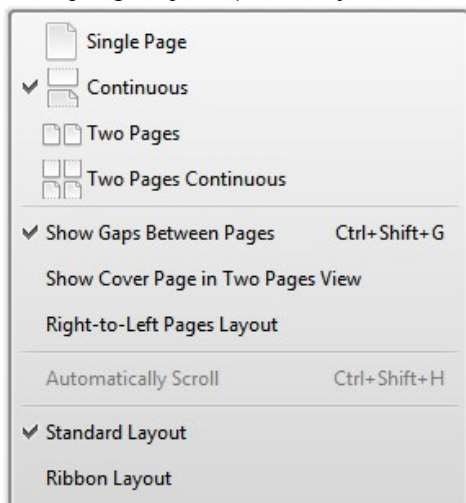 Single Page
Continuous
Two Pages
Two Pages Continuous
Show Gaps Between Pages Ctrl+Shift+G
Show Cover Page in Two Pages View
Right-to-Left Pages Layout
Automatically Scroll Ctrl+Shift+H
Standard Layout
Ribbon Layout